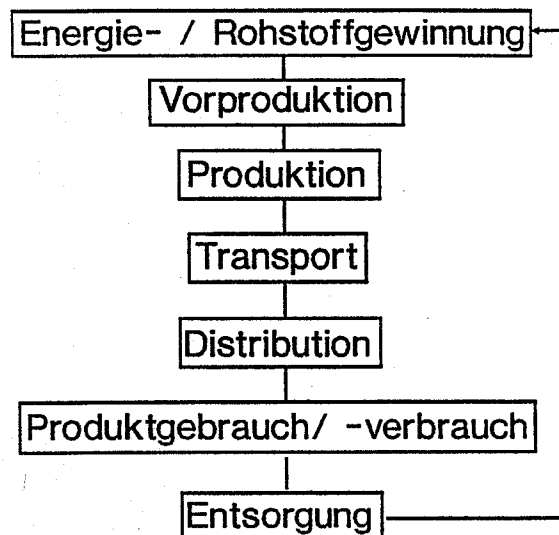 Energie- / Rohstoffgewinnung
Vorproduktion
Produktion
Transport
Distribution
Produktgebrauch/ -verbrauch
Entsorgung